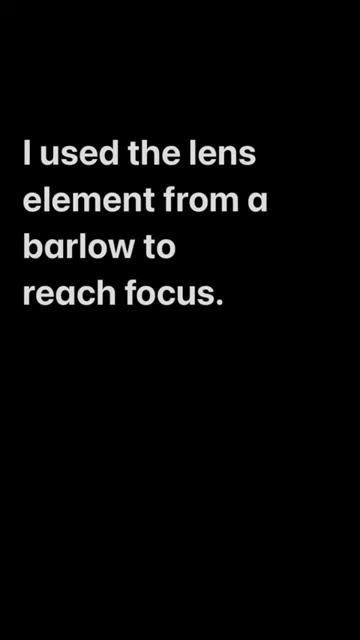 I used the lens
element from a
barlow to
reach focus.